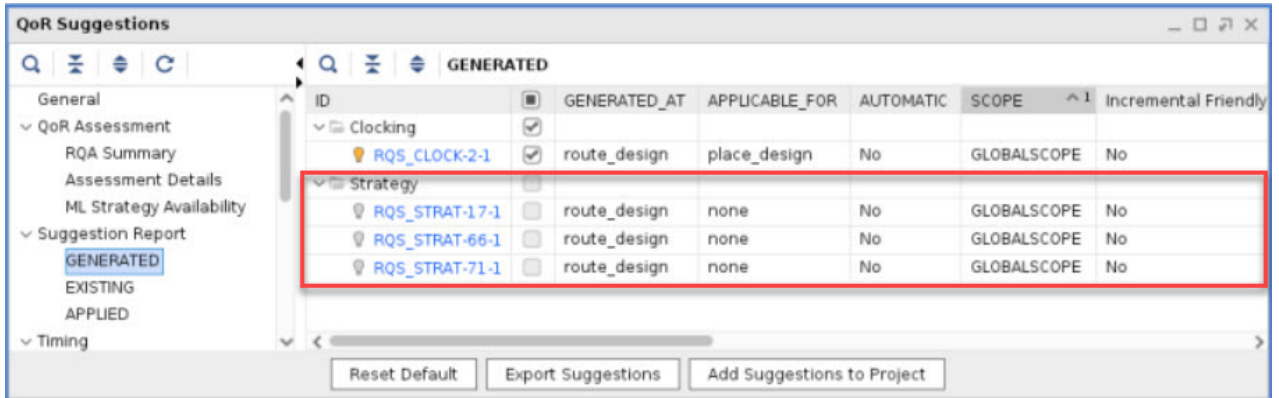 QoR Suggestions
GENERATED
General
QoR Assessment
RQA Summary
Assessment Details
ML Strategy Availability
Suggestion Report
GENERATED
EXISTING
APPLIED
Timing
ID GENERATED_AT APPLICABLE_FOR AUTOMATIC SCOPE 1 Incremental Friendly
Clocking
RQS_CLOCK-2-1 route_design place_design No GLOBALSCOPE No
Strategy
RQS_STRAT-17-1 route_design none No GLOBALSCOPE No
RQS_STRAT-66-1 route_design none No GLOBALSCOPE No
RQS_STRAT-71-1 route_design none No GLOBALSCOPE No
Reset Default Export Suggestions Add Suggestions to Project